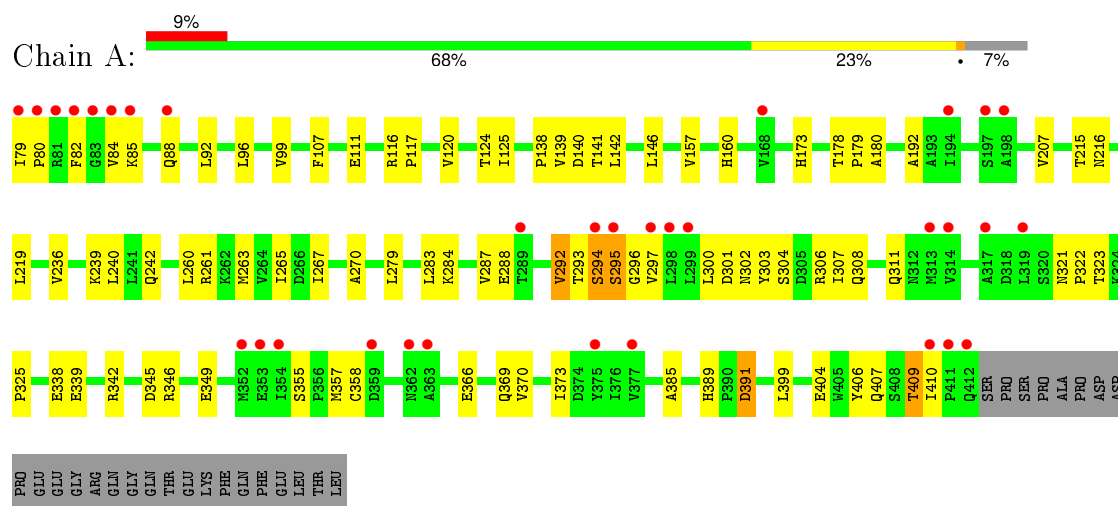 9%
Chain A:
68% 23% • 7%
I79 P80 R81 F82 G83 V84 K85 Q88 L92 L96 V99 F107 E111 R116 P117 V120 T124 I125 P138 V139 D140 T141 L142 L146 V157 H160 V168 H173 T178 P179 A180 A192 A193 I194 S197 A198 V207 T215 N216
L219 V236 K239 L240 L241 Q242 L260 R261 K262 M263 V264 I265 D266 I267 A270 L279 L283 K284 V287 E288 T289 V292 T293 S294 S295 G296 V297 L298 L299 L300 D301 N302 Y303 S304 D305 R306 I307 Q308 Q311 N312 M313 V314 A317 D318 L319 S320 N321 P322 T323 K324
P325 E338 E339 R342 D345 R346 E349 M352 E353 I354 S355 P356 M357 C358 D359 N362 A363 E366 Q369 V370 I373 D374 Y375 I376 V377 A385 H389 P390 D391 L399 E404 W405 Y406 Q407 S408 T409 I410 P411 Q412 SER PRO SER PRO ALA PRO ASP ASP
PRO GLU GLU GLY ARG GLN GLY GLN THR GLU LYS PHE GLN PHE GLU LEU THR LEU